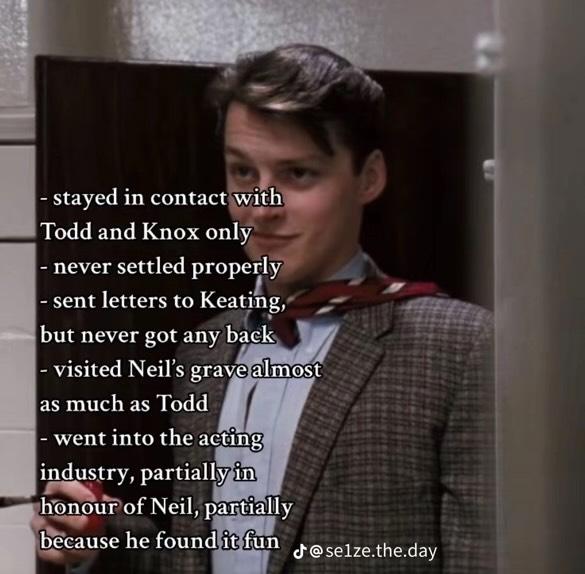 - stayed in contact with
Todd and Knox only
- never settled properly
- sent letters to Keating,
but never got any back
- visited Neil's grave almost
as much as Todd
- went into the acting
industry, partially in
honour of Neil, partially
because he found it fun
@se1ze.the.day